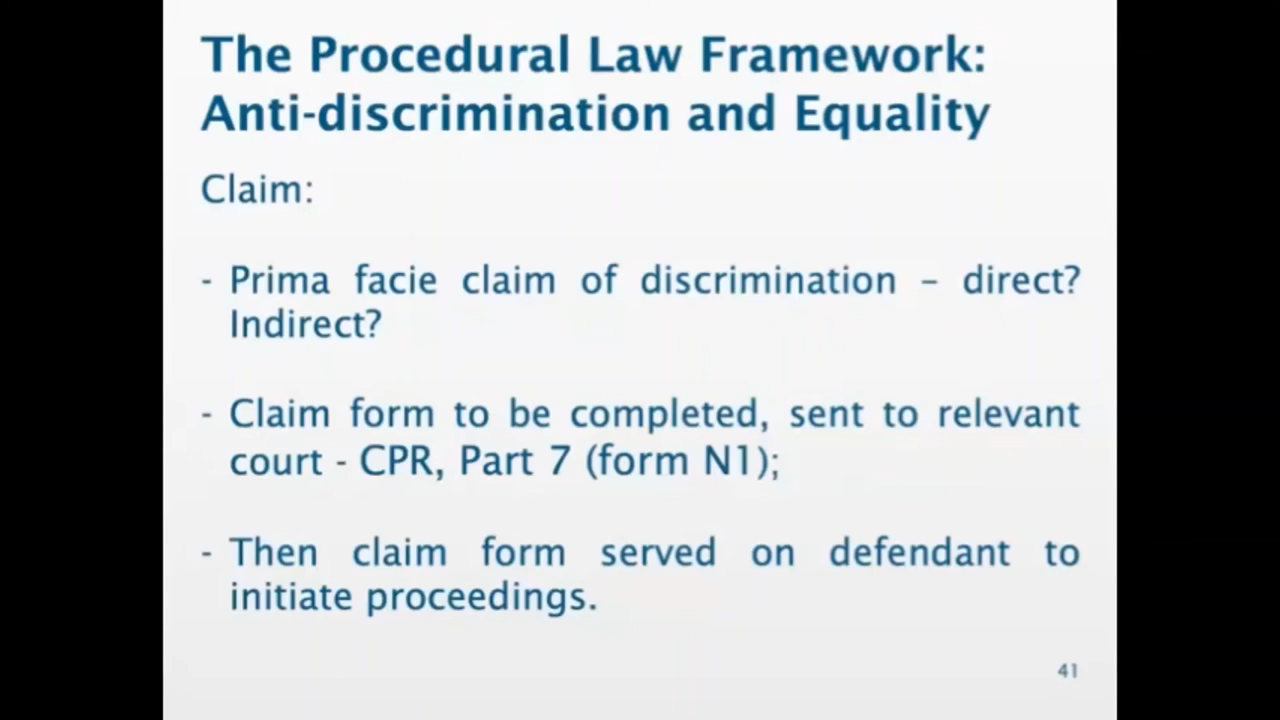 The Procedural Law Framework:
Anti-discrimination and Equality
Claim:
- Prima facie claim of discrimination – direct?
Indirect?
- Claim form to be completed, sent to relevant
court - CPR, Part 7 (form N1);
- Then claim form served on defendant to
initiate proceedings.
41